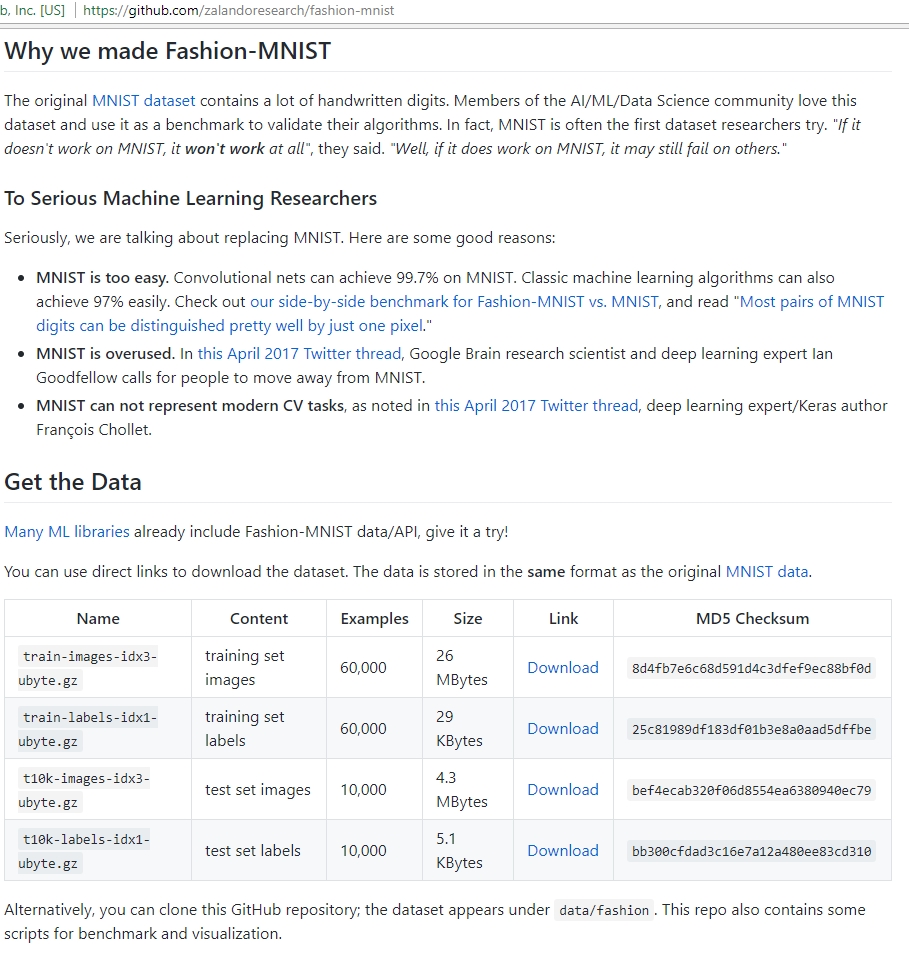 b, Inc. [US] https://github.com/zalandoresearch/fashion-mnist
Why we made Fashion-MNIST
The original MNIST dataset contains a lot of handwritten digits. Members of the AI/ML/Data Science community love this
dataset and use it as a benchmark to validate their algorithms. In fact, MNIST is often the first dataset researchers try. "If it
doesn't work on MNIST, it won't work at all", they said. "Well, if it does work on MNIST, it may still fail on others."
To Serious Machine Learning Researchers
Seriously, we are talking about replacing MNIST. Here are some good reasons:
• MNIST is too easy. Convolutional nets can achieve 99.7% on MNIST. Classic machine learning algorithms can also
achieve 97% easily. Check out our side-by-side benchmark for Fashion-MNIST vs. MNIST, and read "Most pairs of MNIST
digits can be distinguished pretty well by just one pixel."
• MNIST is overused. In this April 2017 Twitter thread, Google Brain research scientist and deep learning expert Ian
Goodfellow calls for people to move away from MNIST.
• MNIST can not represent modern CV tasks, as noted in this April 2017 Twitter thread, deep learning expert/Keras author
François Chollet.
Get the Data
Many ML libraries already include Fashion-MNIST data/API, give it a try!
You can use direct links to download the dataset. The data is stored in the same format as the original MNIST data.
Name Content Examples Size Link MD5 Checksum
train-images-idx3-
ubyte.gz
training set
images
60,000
26
MBytes
Download
8d4fb7e6c68d591d4c3dfef9ec88bf0d
train-labels-idx1-
ubyte.gz
training set
labels
60,000
29
KBytes
Download
25c81989df183df01b3e8a0aad5dffbe
t10k-images-idx3-
ubyte.gz
test set images
10,000
4.3
MBytes
Download
bef4ecab320f06d8554ea6380940ec79
t10k-labels-idx1-
ubyte.gz
test set labels
10,000
5.1
KBytes
Download
bb300cfdad3c16e7a12a480ee83cd310
Alternatively, you can clone this GitHub repository; the dataset appears under data/fashion. This repo also contains some
scripts for benchmark and visualization.